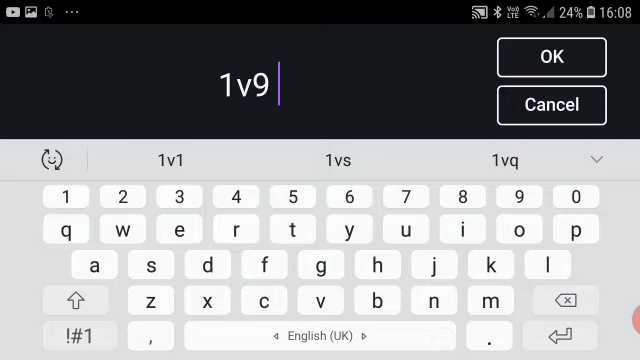 VoI) LTE 24% 16:08
1v9
OK
Cancel
1v1 1vs 1vq
1 2 3 4 5 6 7 8 9 0
q w e r t y u i o p
a s d f g h j k l
z x c v b n m
!#1 , English (UK) .